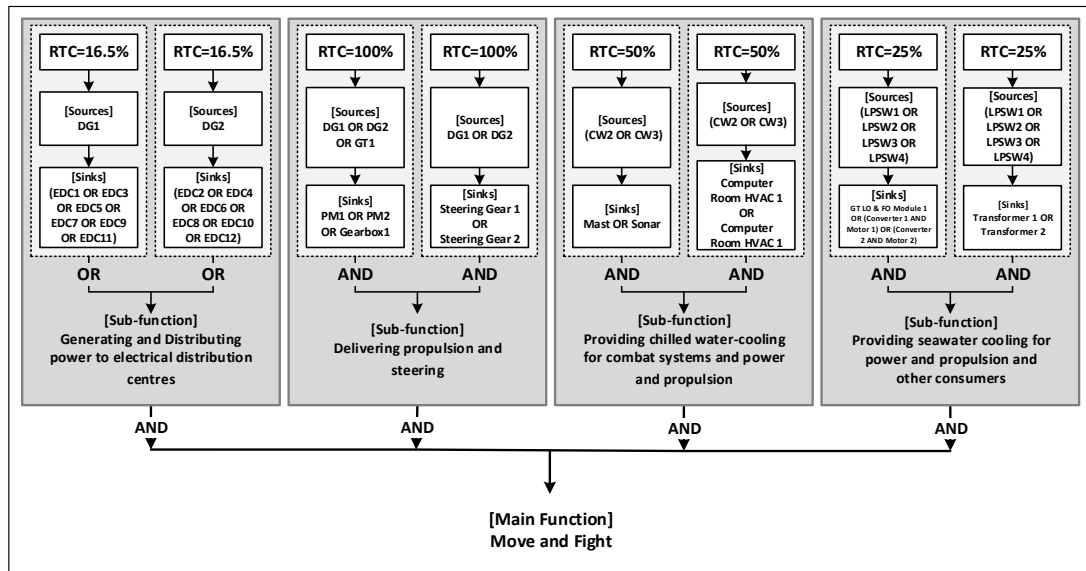 RTC=16.5%
[Sources]
DG1
[Sinks]
(EDC1 OR EDC3
OR EDC5 OR
EDC7 OR EDC9
OR EDC11)
OR
RTC=16.5%
[Sources]
DG2
[Sinks]
(EDC2 OR EDC4
OR EDC6 OR
EDC8 OR EDC10
OR EDC12)
OR
[Sub-function]
Generating and Distributing
power to electrical distribution
centres
AND
RTC=100%
[Sources]
DG1 OR DG2
OR GT1
[Sinks]
PM1 OR PM2
OR Gearbox1
AND
RTC=100%
[Sources]
DG1 OR DG2
[Sinks]
Steering Gear 1
OR
Steering Gear 2
AND
[Sub-function]
Delivering propulsion and
steering
AND
RTC=50%
[Sources]
(CW2 OR CW3)
[Sinks]
Mast OR Sonar
AND
RTC=50%
[Sources]
(CW2 OR CW3)
[Sinks]
Computer
Room HVAC 1
OR
Computer
Room HVAC 1
AND
[Sub-function]
Providing chilled water-cooling
for combat systems and power
and propulsion
AND
RTC=25%
[Sources]
(LPSW1 OR
LPSW2 OR
LPSW3 OR
LPSW4)
[Sinks]
GT LO & FO Module 1
OR (Converter 1 AND
Motor 1) OR (Converter
2 AND Motor 2)
AND
RTC=25%
[Sources]
(LPSW1 OR
LPSW2 OR
LPSW3 OR
LPSW4)
[Sinks]
Transformer 1 OR
Transformer 2
AND
[Sub-function]
Providing seawater cooling for
power and propulsion and
other consumers
AND
[Main Function]
Move and Fight